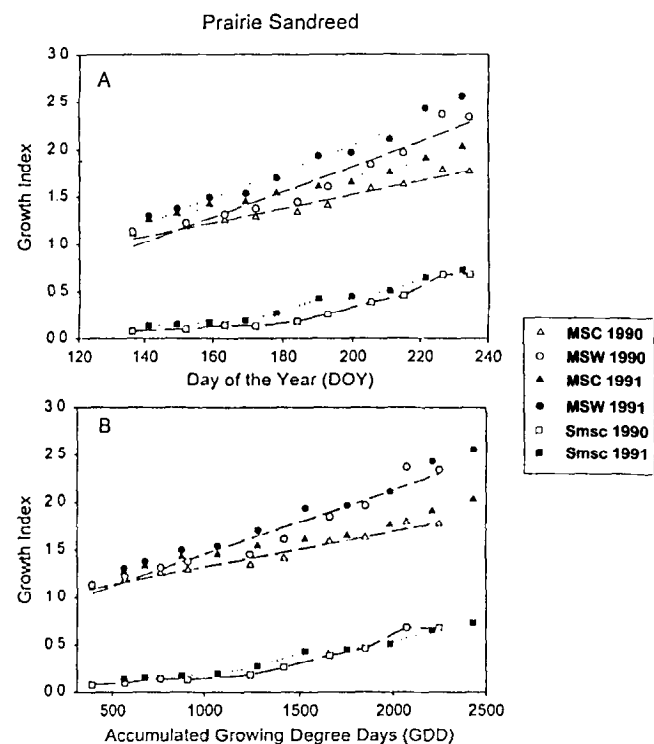 Prairie Sandreed
A
3 0
2 5
2 0
1 5
1 0
0 5
0 0
Growth Index
120 140 160 180 200 220 240
Day of the Year (DOY)
B
3 0
2 5
2 0
1 5
1 0
0 5
0 0
Growth Index
500 1000 1500 2000 2500
Accumulated Growing Degree Days (GDD)
MSC 1990
MSW 1990
MSC 1991
MSW 1991
Smsc 1990
Smsc 1991